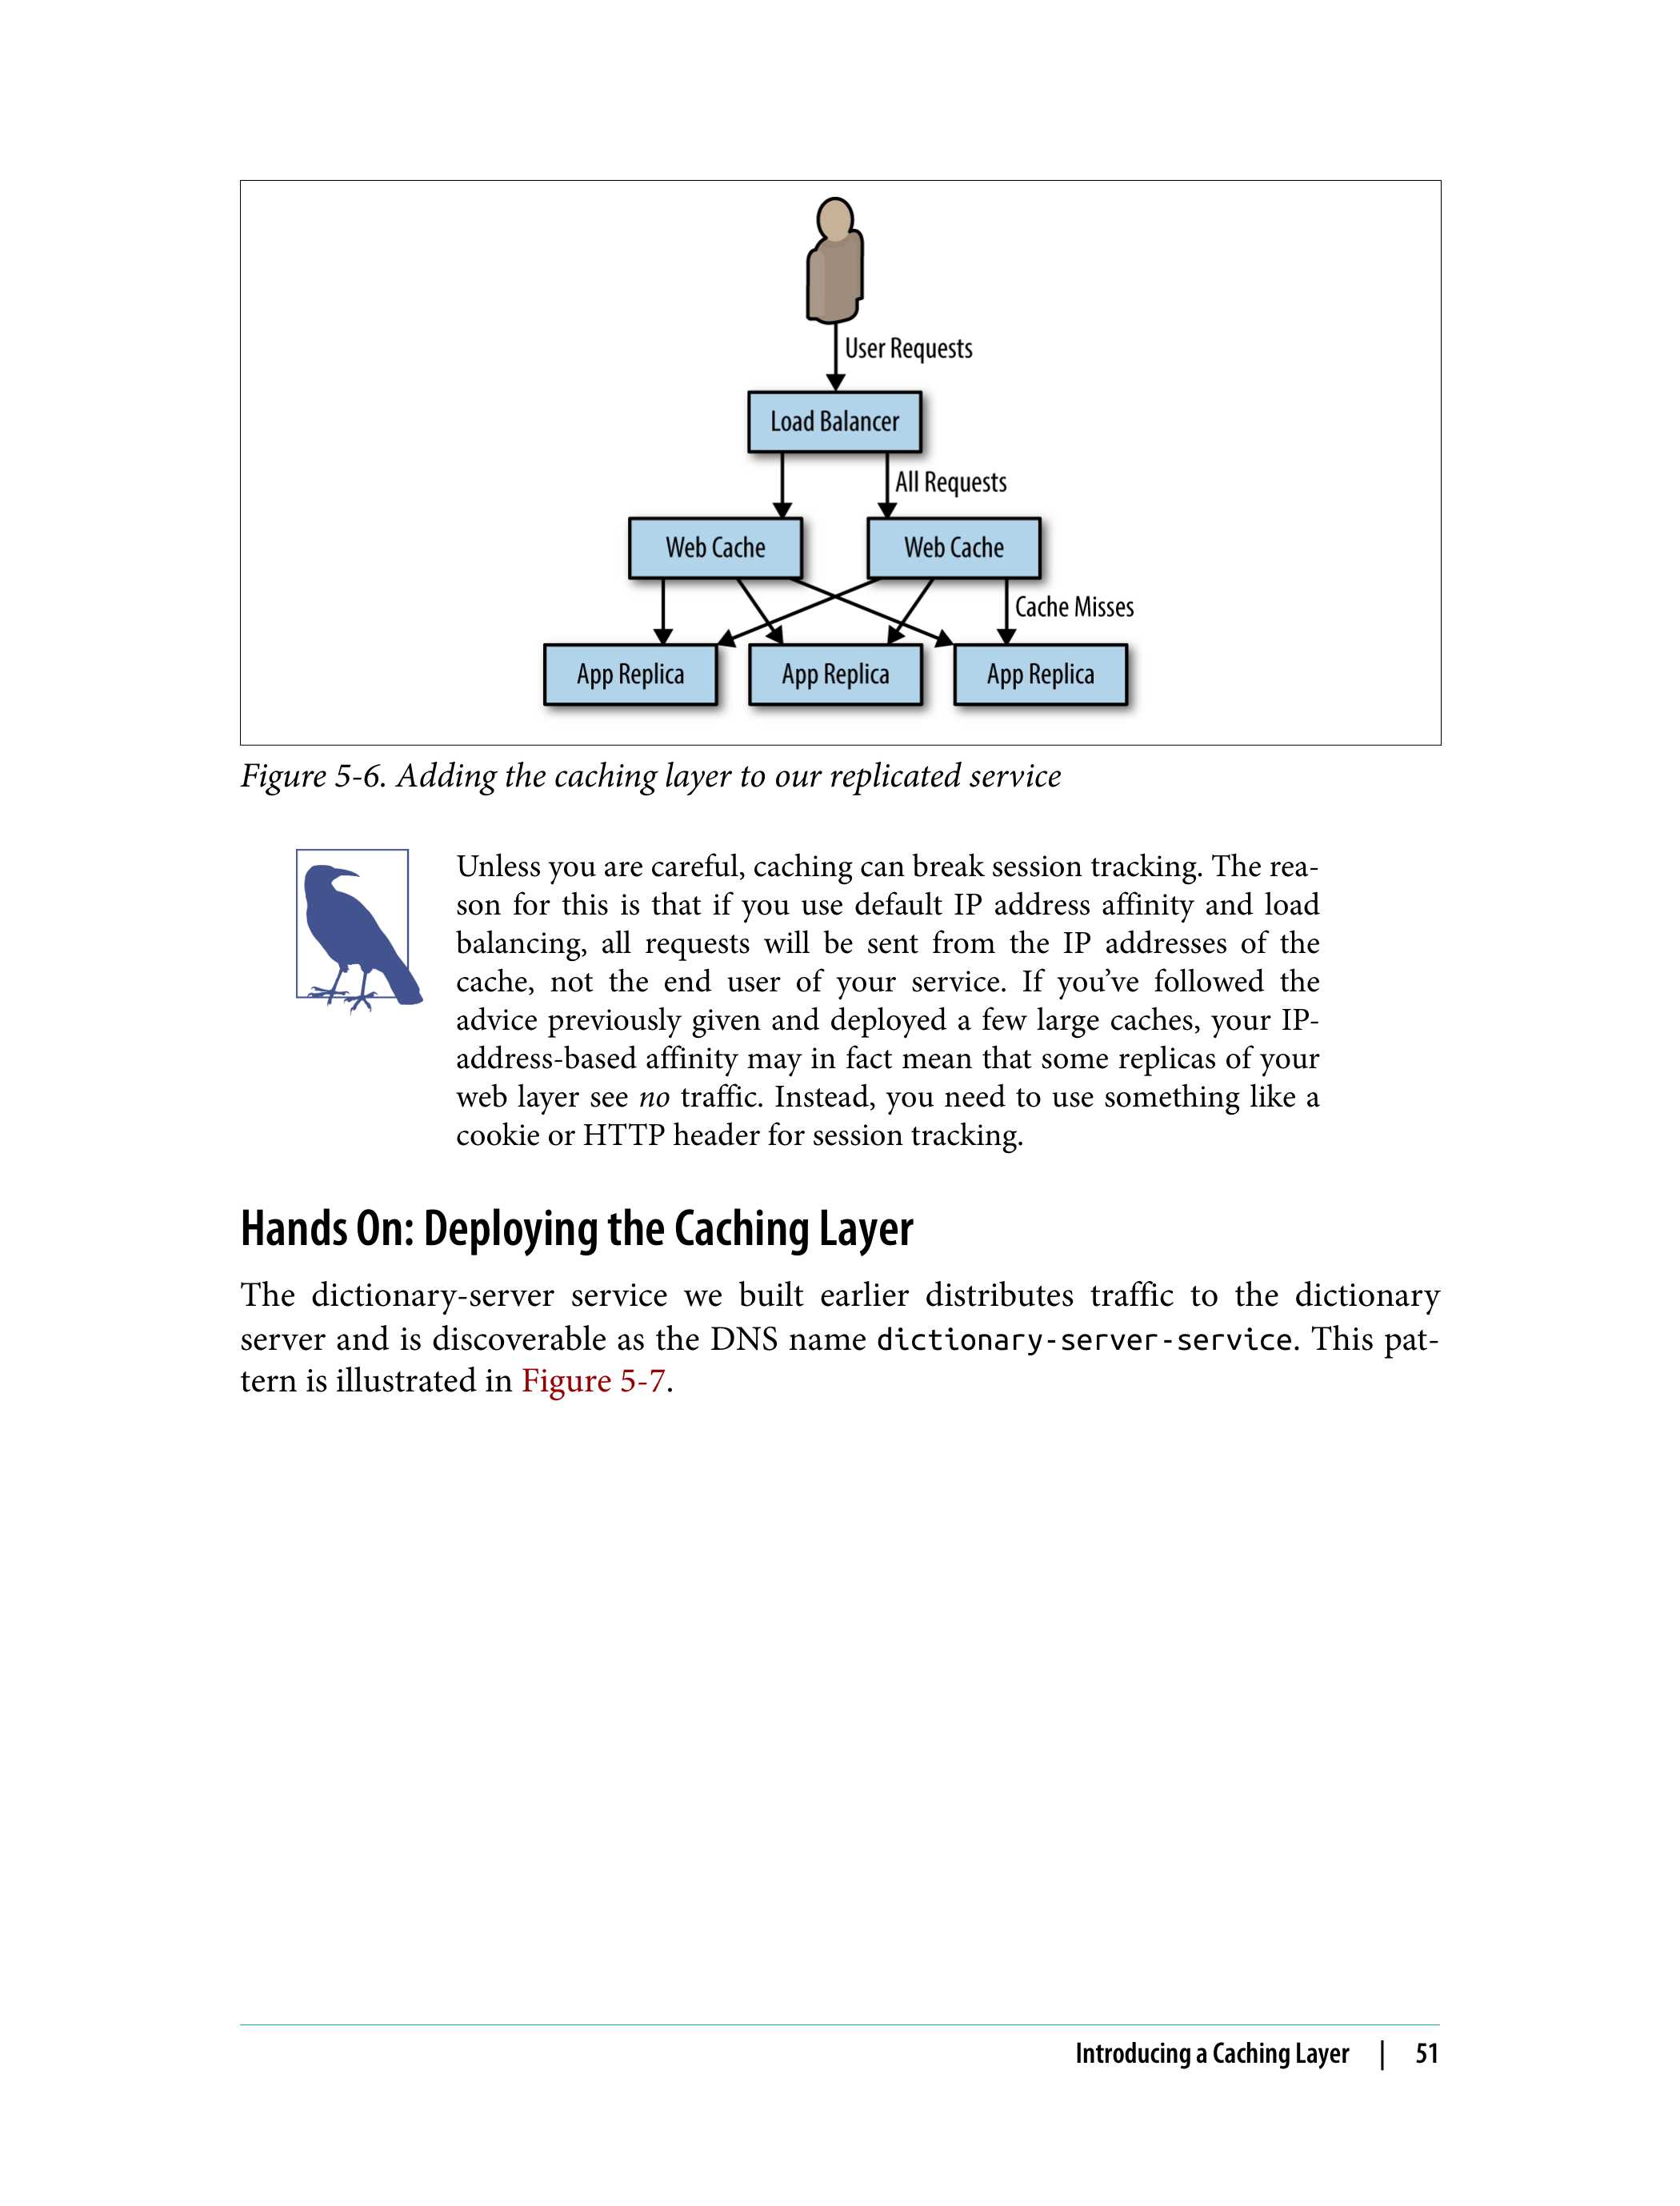 User Requests
Load Balancer
All Requests
Web Cache
Web Cache
Cache Misses
App Replica
App Replica
App Replica
Figure 5-6. Adding the caching layer to our replicated service
Unless you are careful, caching can break session tracking. The rea-
son for this is that if you use default IP address affinity and load
balancing, all requests will be sent from the IP addresses of the
cache, not the end user of your service. If you’ve followed the
advice previously given and deployed a few large caches, your IP-
address-based affinity may in fact mean that some replicas of your
web layer see no traffic. Instead, you need to use something like a
cookie or HTTP header for session tracking.
Hands On: Deploying the Caching Layer
The dictionary-server service we built earlier distributes traffic to the dictionary
server and is discoverable as the DNS name dictionary-server-service. This pat-
tern is illustrated in Figure 5-7.
Introducing a Caching Layer | 51